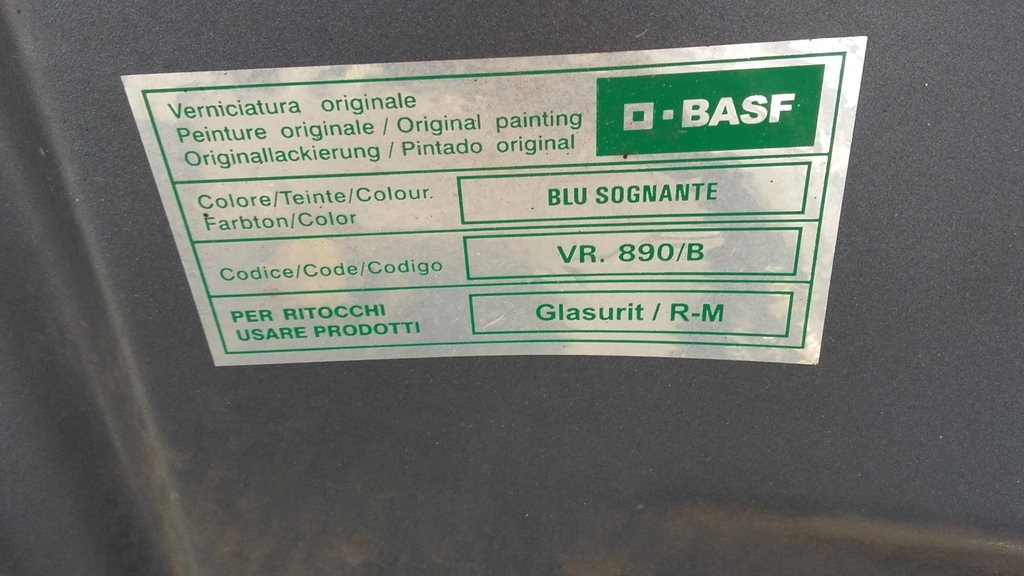 Verniciatura originale
Peinture originale / Original painting
Originallackierung / Pintado original
BASF
Colore/Teinte/Colour.
Farbton/Color
BLU SOGNANTE
Codice/Code/Codigo
VR. 890/B
PER RITOCCHI
USARE PRODOTTI
Glasurit / R-M